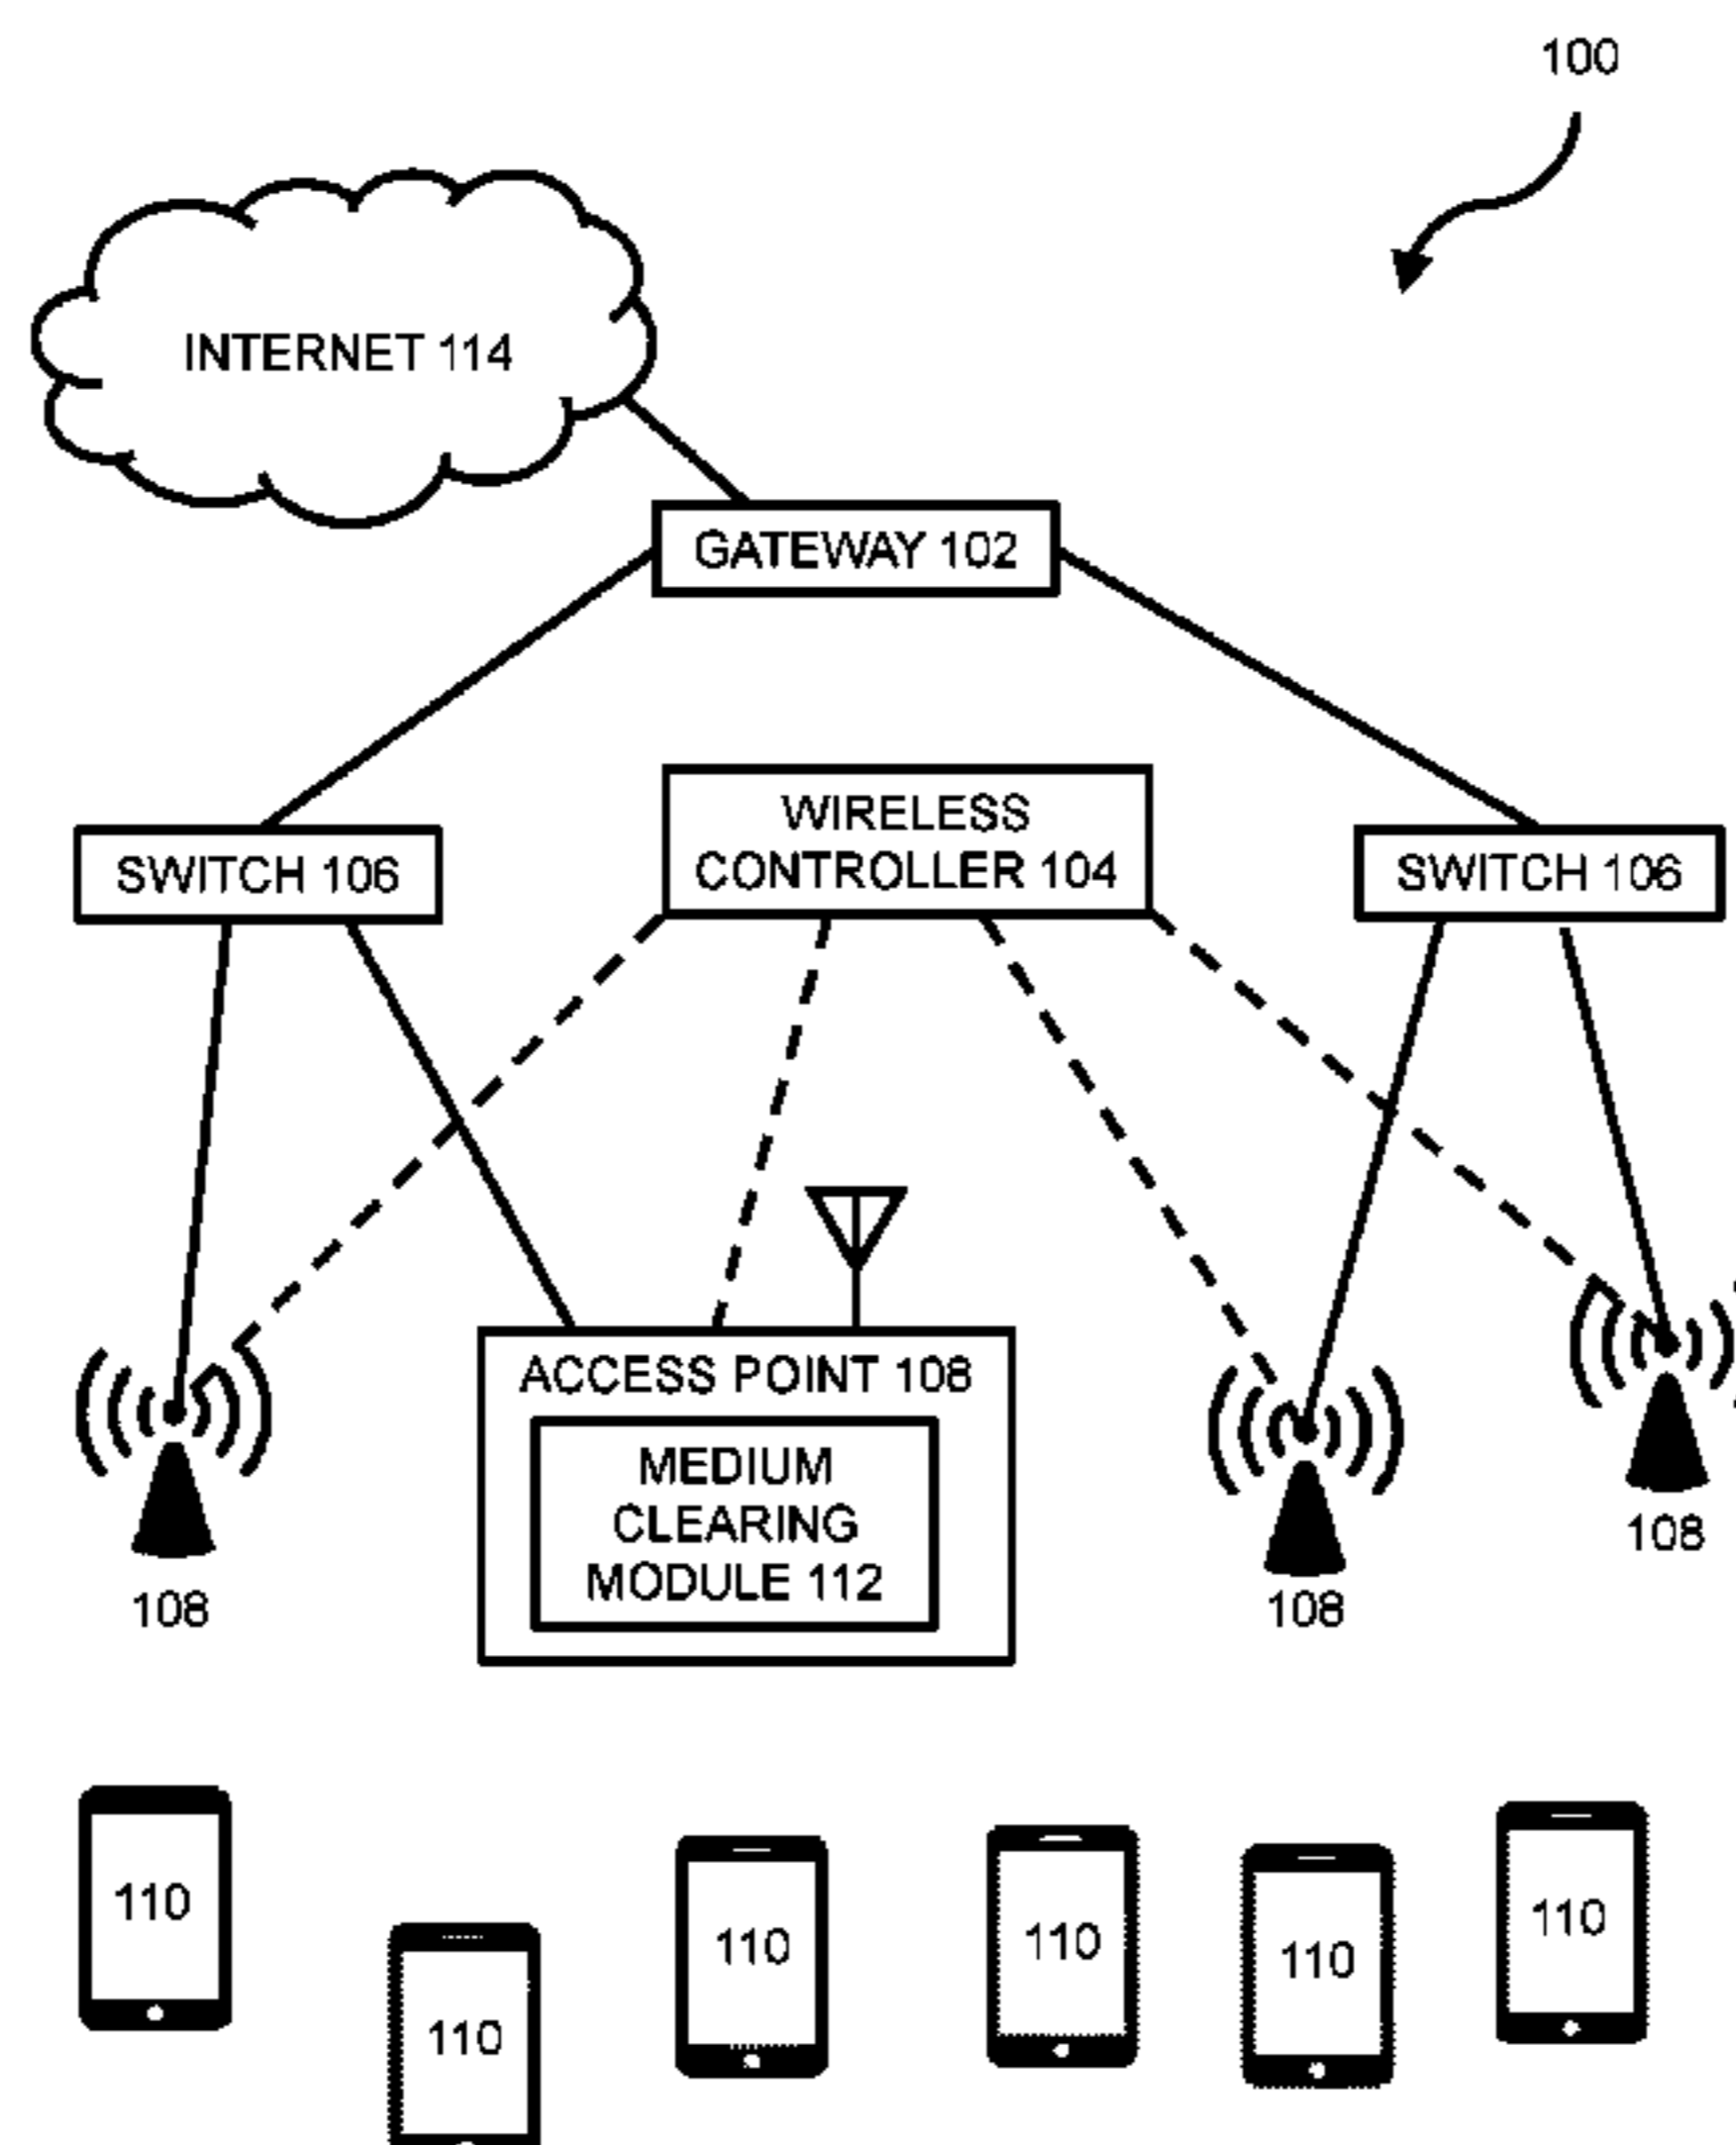 100
INTERNET 114
GATEWAY 102
WIRELESS
CONTROLLER 104
SWITCH 106
SWITCH 106
ACCESS POINT 108
MEDIUM
CLEARING
MODULE 112
108
108
108
110
110
110
110
110
110